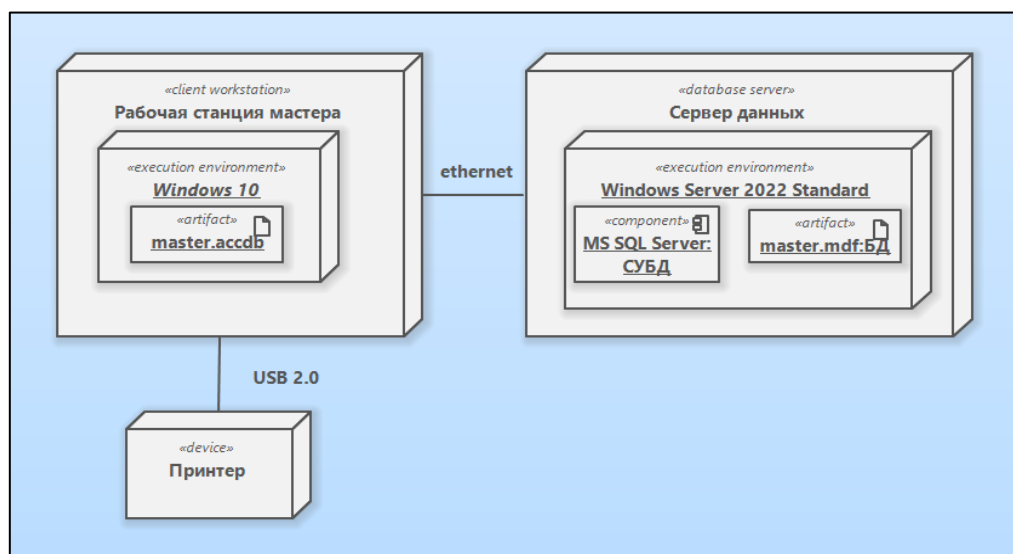 «client workstation»
Рабочая станция мастера
«execution environment»
Windows 10
«artifact»
master.accdb
ethernet
«database server»
Сервер данных
«execution environment»
Windows Server 2022 Standard
«component»
MS SQL Server:
СУБД
«artifact»
master.mdf:БД
USB 2.0
«device»
Принтер